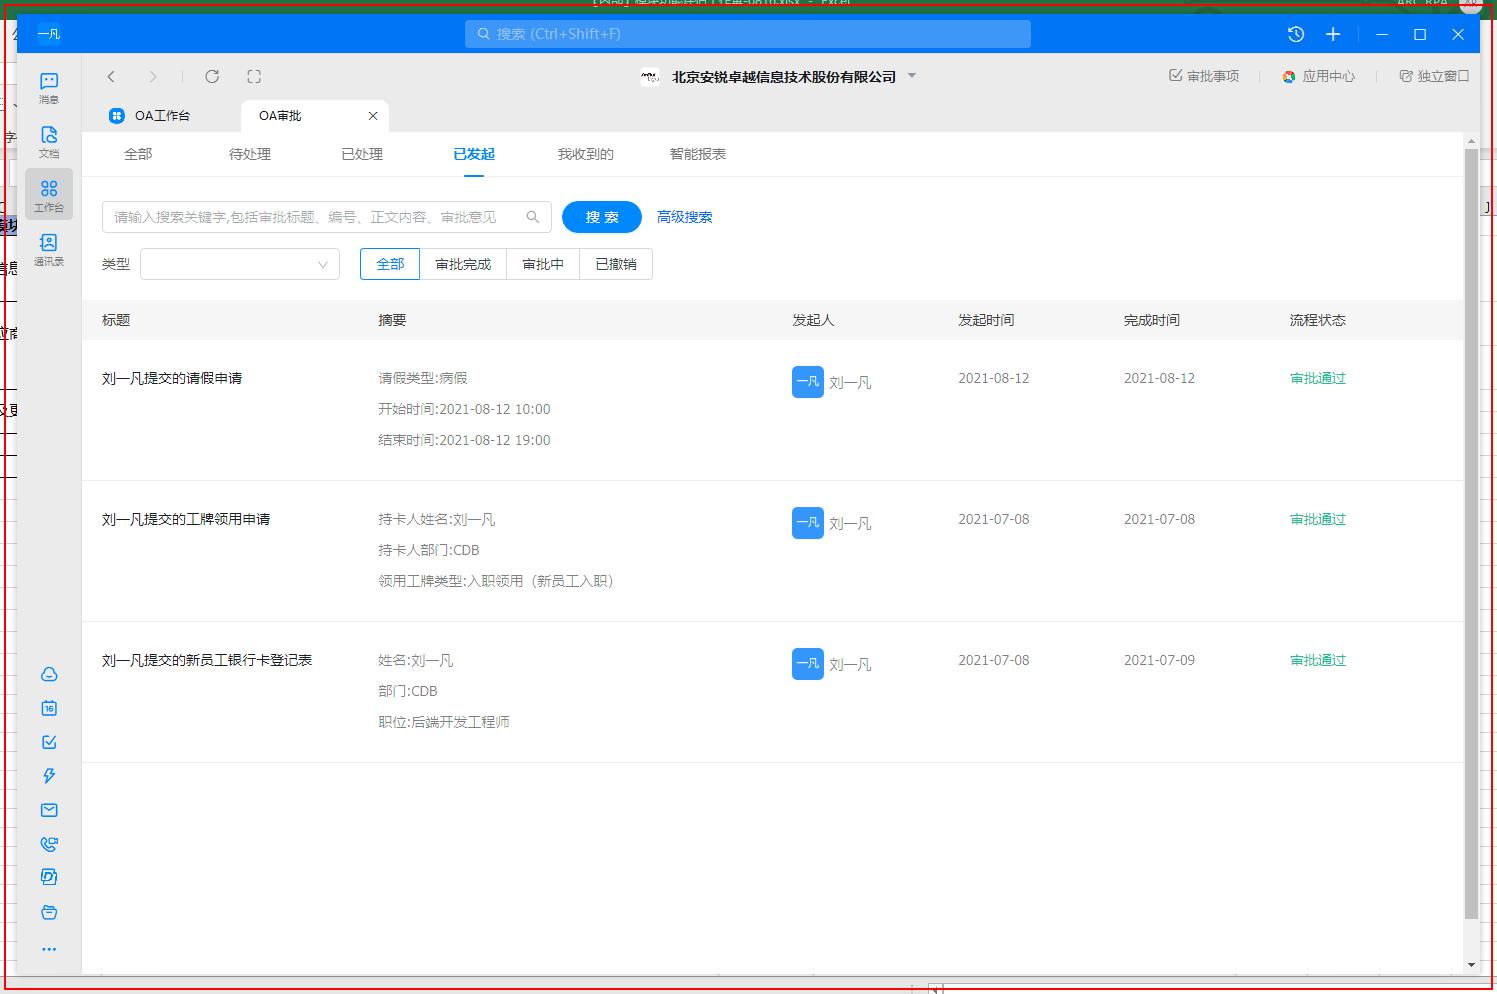 一凡
搜索 (Ctrl+Shift+F)
消息
文档
工作台
通讯录
16
北京安锐卓越信息技术股份有限公司
审批事项
应用中心
独立窗口
OA工作台
OA审批
全部
待处理
已处理
已发起
我收到的
智能报表
请输入搜索关键字,包括审批标题、编号、正文内容、审批意见
搜 索
高级搜索
类型
全部
审批完成
审批中
已撤销
标题
摘要
发起人
发起时间
完成时间
流程状态
刘一凡提交的请假申请
请假类型:病假
开始时间:2021-08-12 10:00
结束时间:2021-08-12 19:00
一凡
刘一凡
2021-08-12
2021-08-12
审批通过
刘一凡提交的工牌领用申请
持卡人姓名:刘一凡
持卡人部门:CDB
领用工牌类型:入职领用（新员工入职）
一凡
刘一凡
2021-07-08
2021-07-08
审批通过
刘一凡提交的新员工银行卡登记表
姓名:刘一凡
部门:CDB
职位:后端开发工程师
一凡
刘一凡
2021-07-08
2021-07-09
审批通过